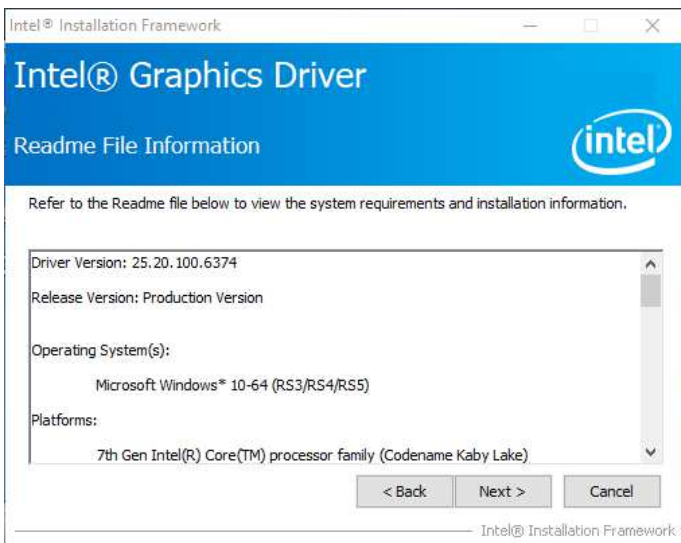 Intel® Installation Framework
Intel® Graphics Driver
Readme File Information
intel
Refer to the Readme file below to view the system requirements and installation information.
Driver Version: 25.20.100.6374
Release Version: Production Version
Operating System(s):
Microsoft Windows* 10-64 (RS3/RS4/RS5)
Platforms:
7th Gen Intel(R) Core(TM) processor family (Codename Kaby Lake)
< Back Next > Cancel
Intel® Installation Framework